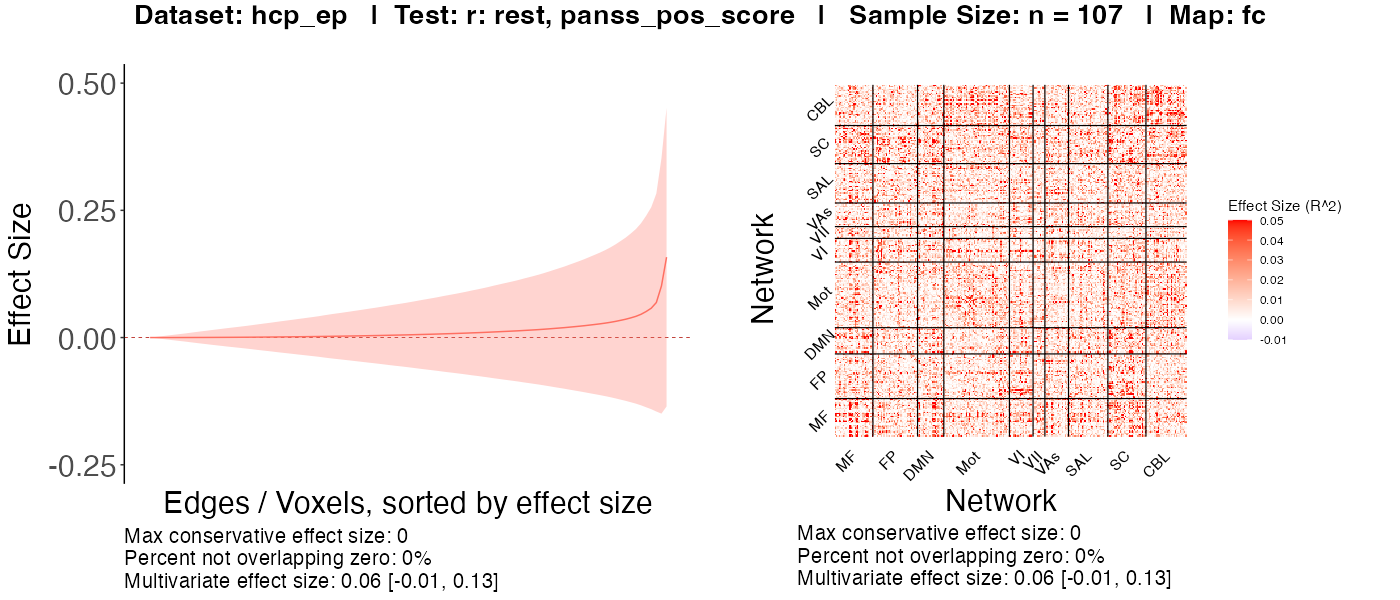 Dataset: hcp_ep | Test: r: rest, panss_pos_score | Sample Size: n = 107 | Map: fc
Effect Size
0.50
0.25
0.00
-0.25
Edges / Voxels, sorted by effect size
Max conservative effect size: 0
Percent not overlapping zero: 0%
Multivariate effect size: 0.06 [-0.01, 0.13]
Network
CBL
SC
SAL
VAs
VII
VI
Mot
DMN
FP
MF
MF
FP
DMN
Mot
VI
VII
VAs
SAL
SC
CBL
Network
Max conservative effect size: 0
Percent not overlapping zero: 0%
Multivariate effect size: 0.06 [-0.01, 0.13]
Effect Size (R^2)
0.05
0.04
0.03
0.02
0.01
0.00
-0.01